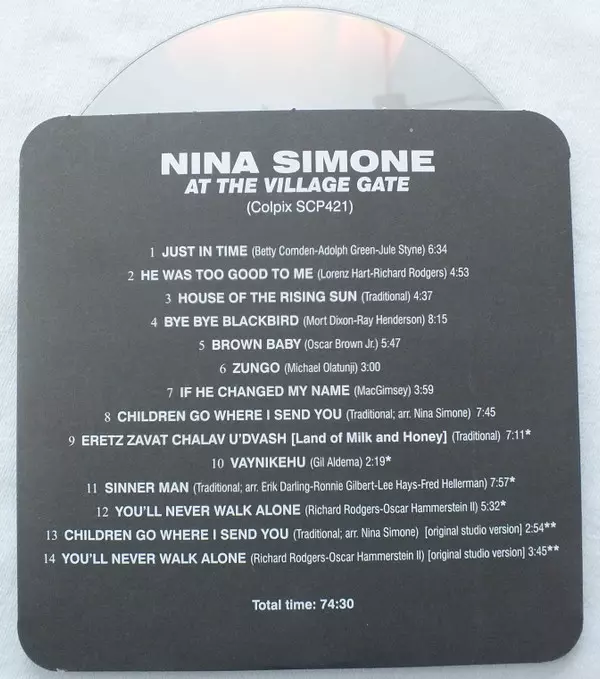 NINA SIMONE
AT THE VILLAGE GATE
(Colpix SCP421)
1 JUST IN TIME (Betty Comden-Adolph Green-Jule Styne) 6:34
2 HE WAS TOO GOOD TO ME (Lorenz Hart-Richard Rodgers) 4:53
3 HOUSE OF THE RISING SUN (Traditional) 4:37
4 BYE BYE BLACKBIRD (Mort Dixon-Ray Henderson) 8:15
5 BROWN BABY (Oscar Brown Jr.) 5:47
6 ZUNGO (Michael Olatunji) 3:00
7 IF HE CHANGED MY NAME (MacGimsey) 3:59
8 CHILDREN GO WHERE I SEND YOU (Traditional; arr. Nina Simone) 7:45
9 ERETZ ZAVAT CHALAV U'DVASH [Land of Milk and Honey] (Traditional) 7:11*
10 VAYNIKEHU (Gil Aldema) 2:19*
11 SINNER MAN (Traditional; arr. Erik Darling-Ronnie Gilbert-Lee Hays-Fred Hellerman) 7:57*
12 YOU'LL NEVER WALK ALONE (Richard Rodgers-Oscar Hammerstein II) 5:32*
13 CHILDREN GO WHERE I SEND YOU (Traditional; arr. Nina Simone) [original studio version] 2:54**
14 YOU'LL NEVER WALK ALONE (Richard Rodgers-Oscar Hammerstein II) [original studio version] 3:45**
Total time: 74:30